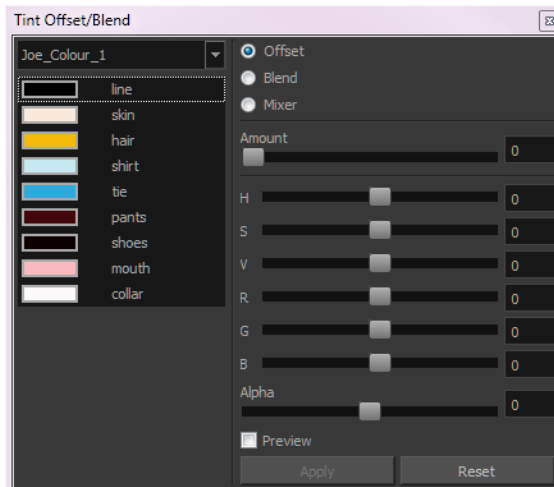 Tint Offset/Blend
Joe_Colour_1
line
skin
hair
shirt
tie
pants
shoes
mouth
collar
Offset
Blend
Mixer
Amount
0
H 0
S 0
V 0
R 0
G 0
B 0
Alpha
0
Preview
Apply Reset